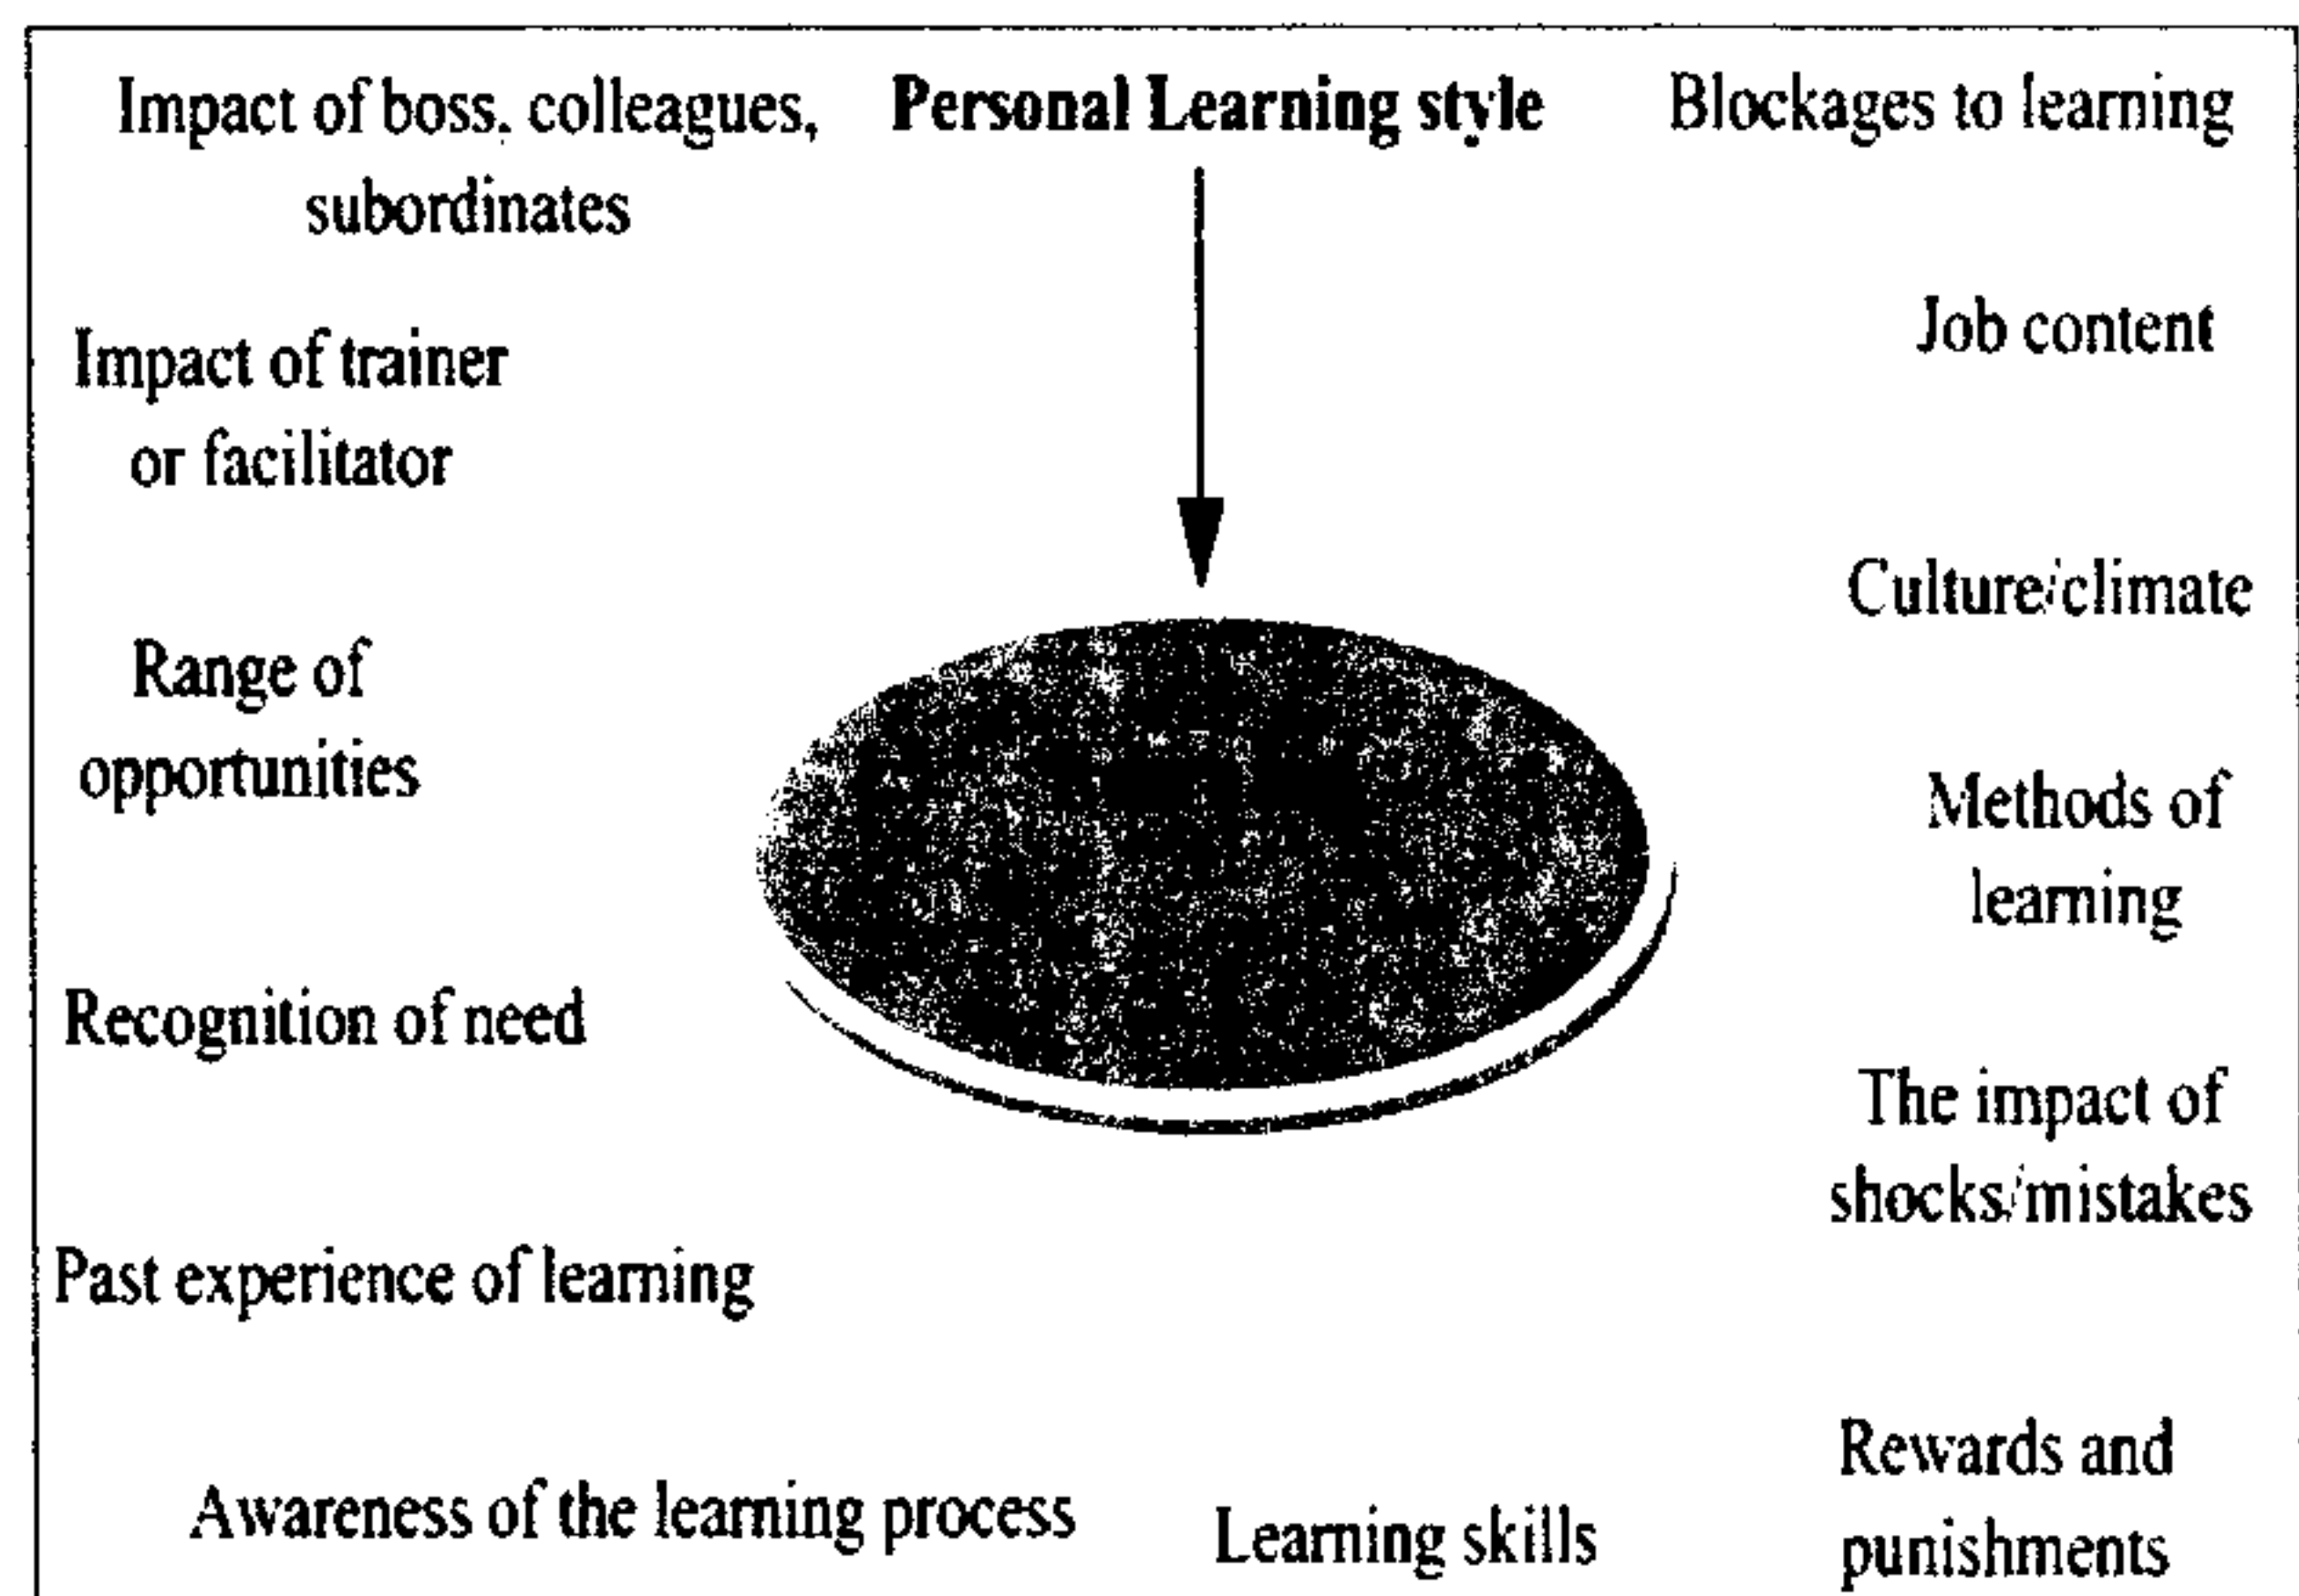 Impact of boss, colleagues,
subordinates
Personal Learning style
Blockages to learning
Impact of trainer
or facilitator
Job content
Culture/climate
Range of
opportunities
Methods of
learning
Recognition of need
The impact of
shocks/mistakes
Past experience of learning
Rewards and
punishments
Awareness of the learning process
Learning skills